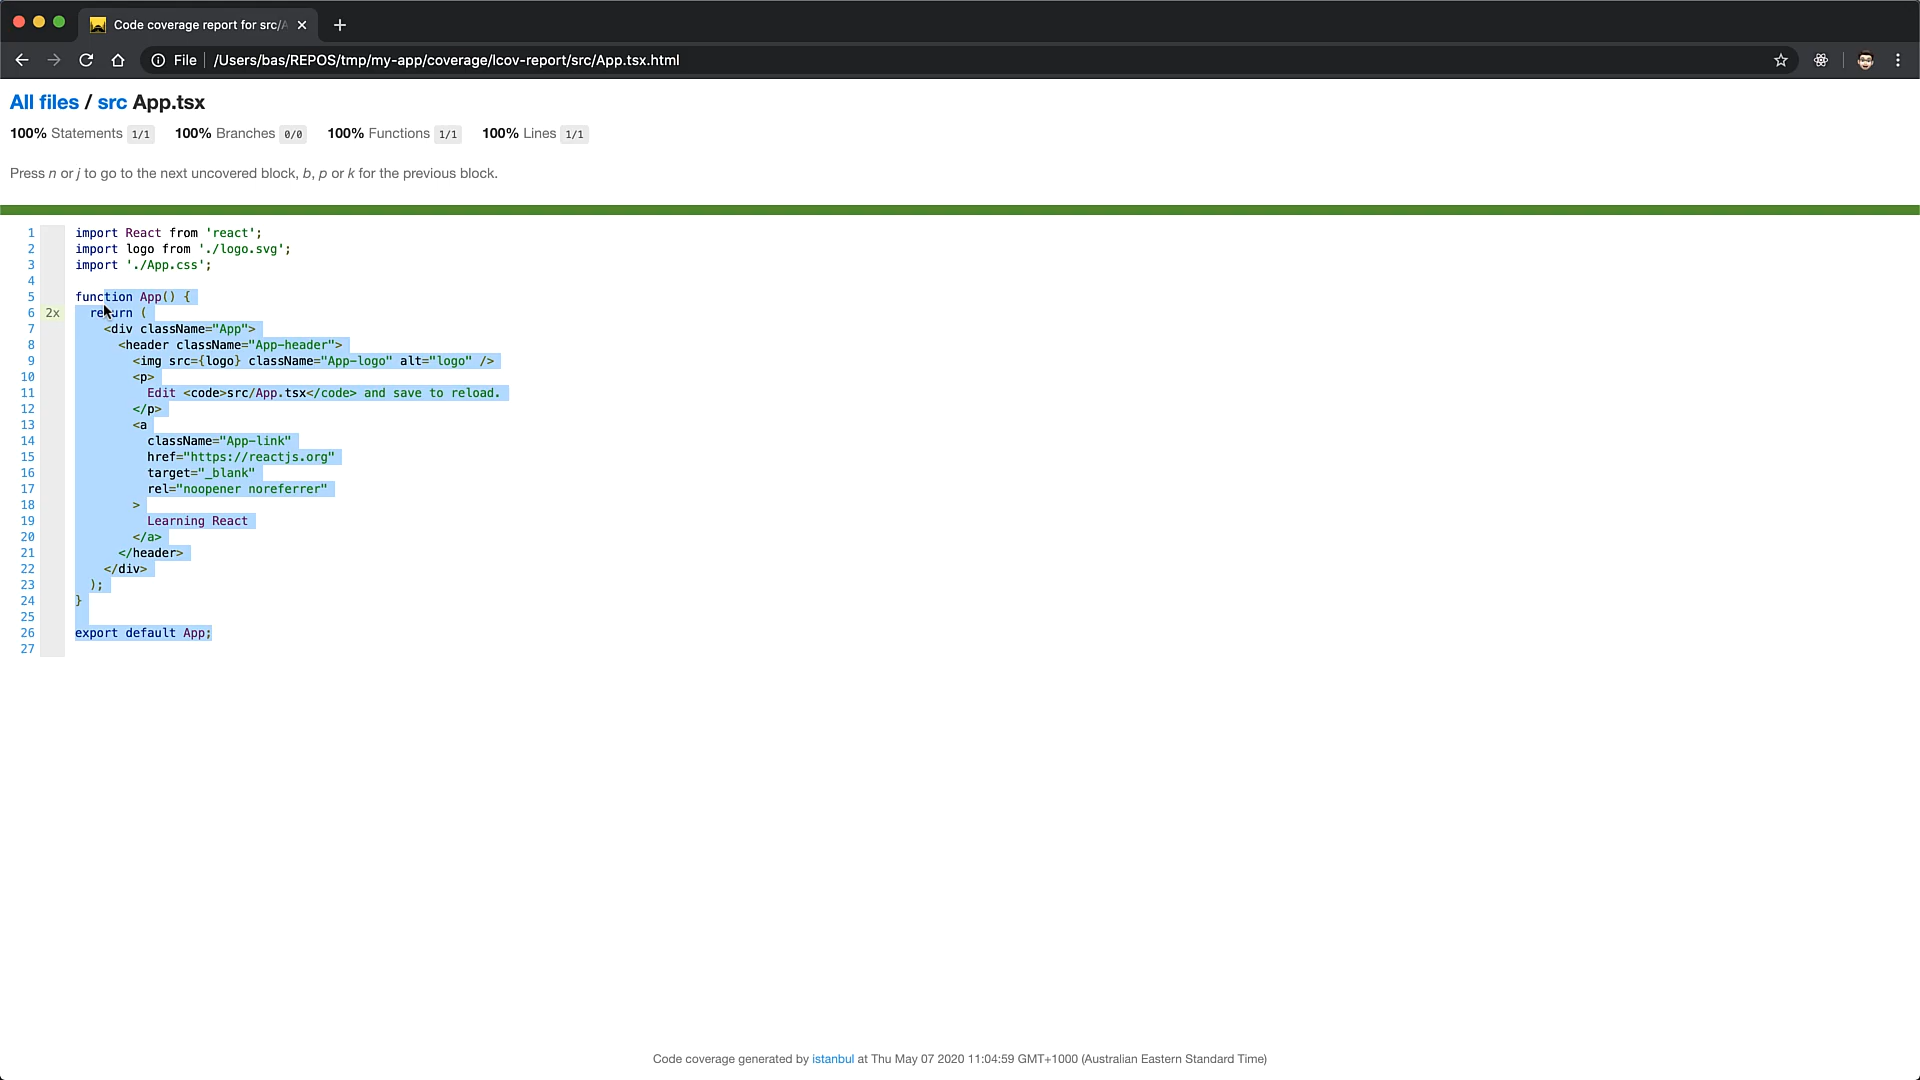 Code coverage report for src/A
File /Users/bas/REPOS/tmp/my-app/coverage/lcov-report/src/App.tsx.html
All files / src App.tsx
100% Statements 1/1 100% Branches 0/0 100% Functions 1/1 100% Lines 1/1
Press n or j to go to the next uncovered block, b, p or k for the previous block.
1 import React from 'react';
2 import logo from './logo.svg';
3 import './App.css';
4
5 function App() {
6 2x return (
7 <div className="App">
8 <header className="App-header">
9 <img src={logo} className="App-logo" alt="logo" />
10 <p>
11 Edit <code>src/App.tsx</code> and save to reload.
12 </p>
13 <a
14 className="App-link"
15 href="https://reactjs.org"
16 target="_blank"
17 rel="noopener noreferrer"
18 >
19 Learning React
20 </a>
21 </header>
22 </div>
23 );
24 }
25
26 export default App;
27
Code coverage generated by istanbul at Thu May 07 2020 11:04:59 GMT+1000 (Australian Eastern Standard Time)